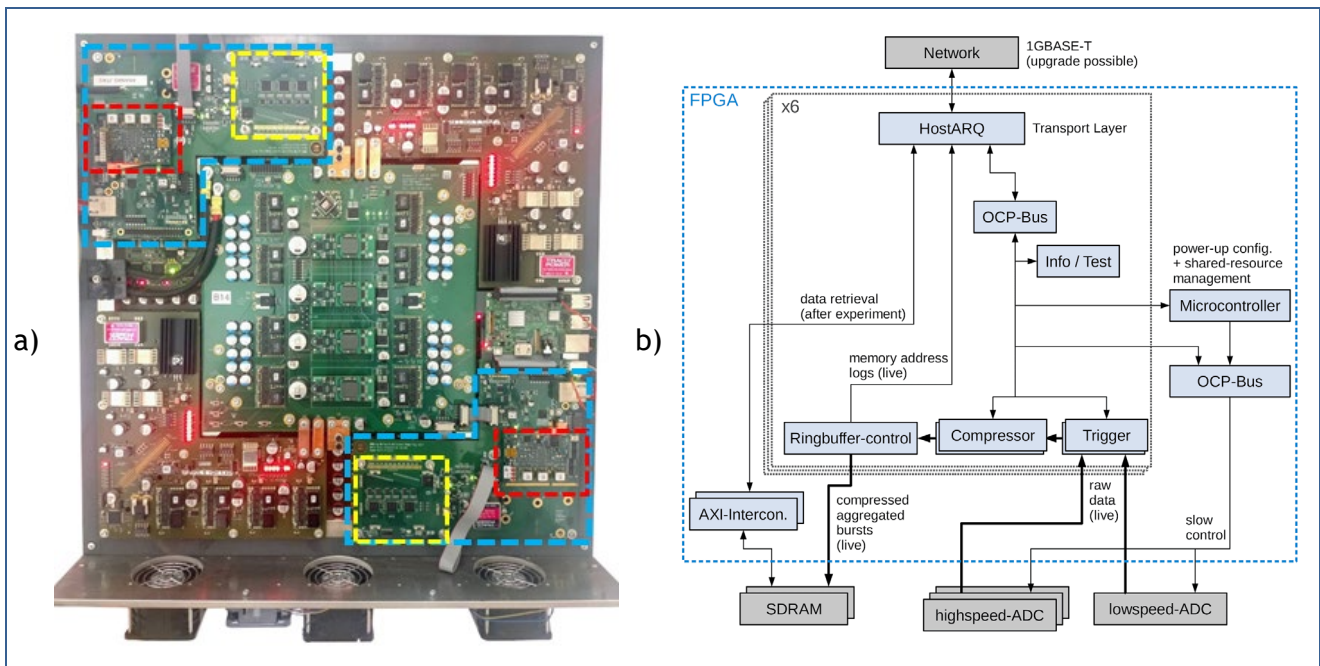 a)
B14
TRACO
POWER
b)
Network
1GBASE-T
(upgrade possible)
FPGA
x6
HostARQ
Transport Layer
OCP-Bus
Info / Test
power-up config.
+ shared-resource
management
Microcontroller
data retrieval
(after experiment)
memory address
logs (live)
OCP-Bus
Ringbuffer-control
Compressor
Trigger
AXI-Intercon.
compressed
aggregated
bursts
(live)
raw
data
(live)
slow
control
SDRAM
highspeed-ADC
lowspeed-ADC